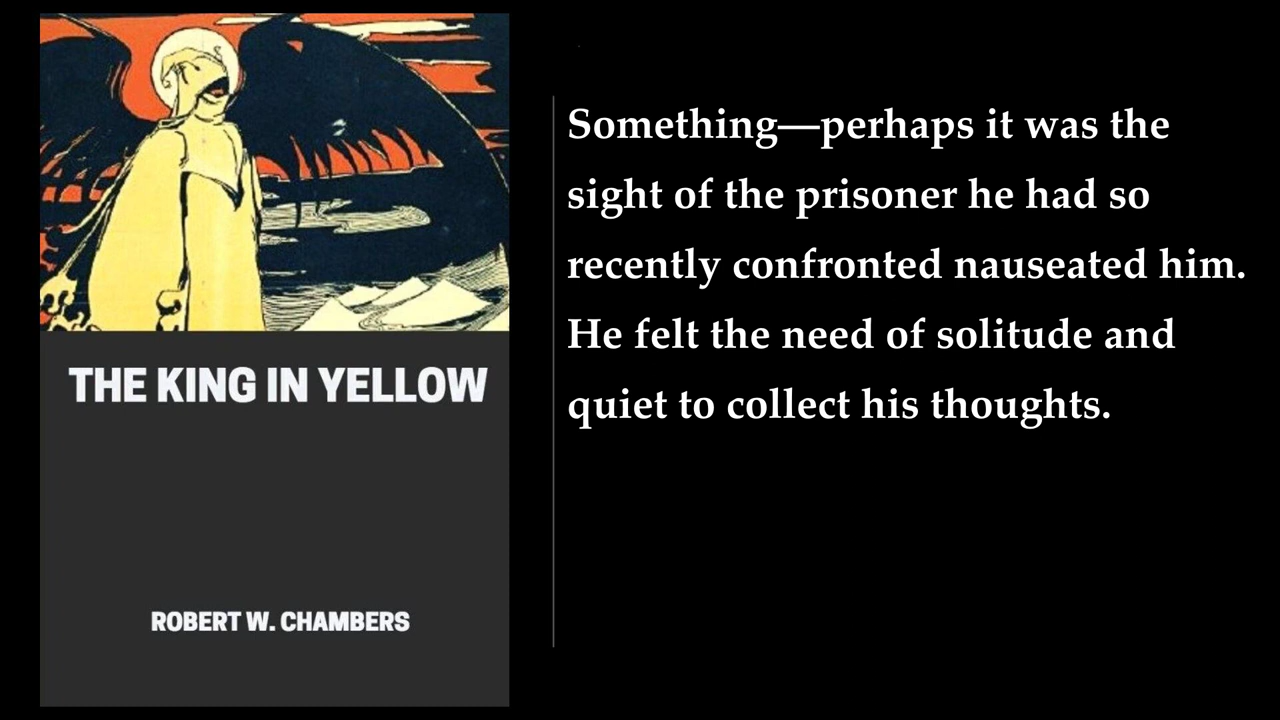 THE KING IN YELLOW
ROBERT W. CHAMBERS
Something—perhaps it was the
sight of the prisoner he had so
recently confronted nauseated him.
He felt the need of solitude and
quiet to collect his thoughts.